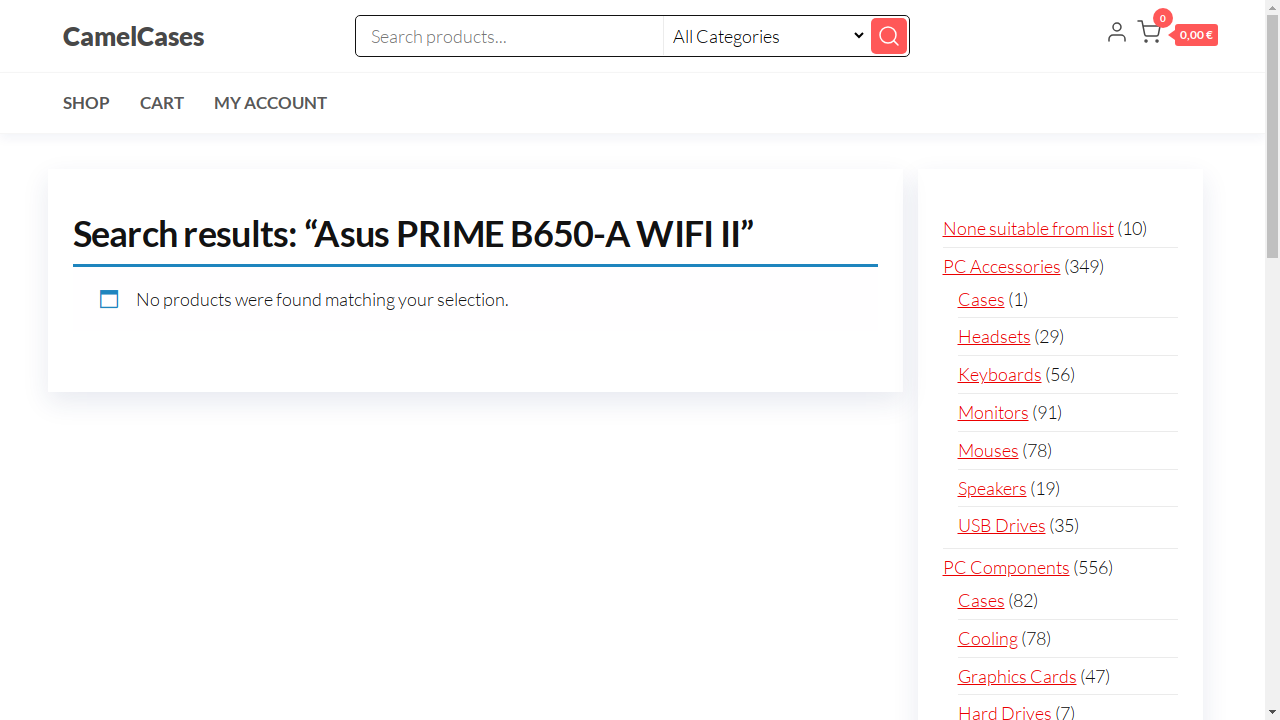 CamelCases
Search products...
All Categories
0
0,00 €
SHOP
CART
MY ACCOUNT
Search results: “Asus PRIME B650-A WIFI II”
No products were found matching your selection.
None suitable from list (10)
PC Accessories (349)
Cases (1)
Headsets (29)
Keyboards (56)
Monitors (91)
Mouses (78)
Speakers (19)
USB Drives (35)
PC Components (556)
Cases (82)
Cooling (78)
Graphics Cards (47)
Hard Drives (7)